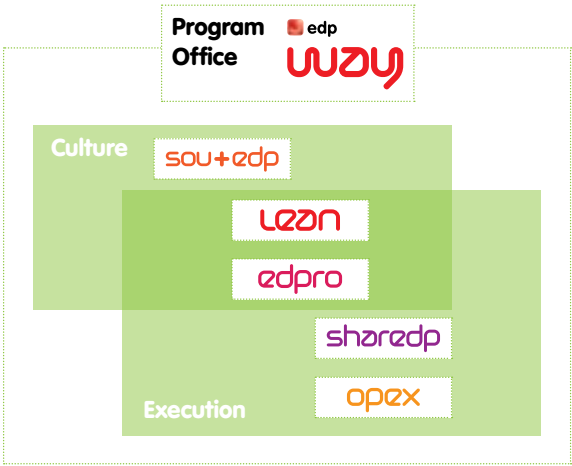 Program
Office
edp
way
Culture
sou+edp
Lean
edpro
sharedp
opex
Execution